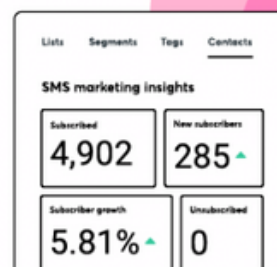 Lists Segments Tags Contacts
SMS marketing insights
Subscribed New subscribers
4,902 285
Subscriber growth Unsubscribed
5.81% 0